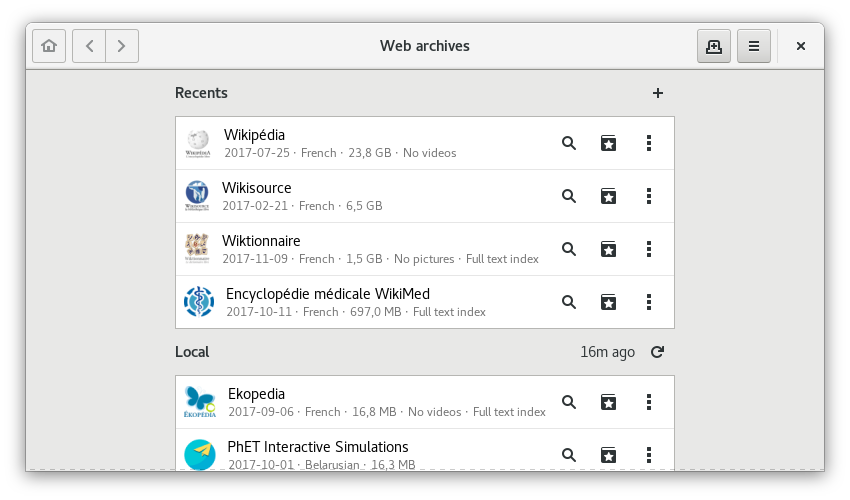 Web archives
Recents
Wikipédia
2017-07-25 · French · 23,8 GB · No videos
Wikisource
2017-02-21 · French · 6,5 GB
Wiktionnaire
2017-11-09 · French · 1,5 GB · No pictures · Full text index
Encyclopédie médicale WikiMed
2017-10-11 · French · 697,0 MB · Full text index
Local
16m ago
Ekopedia
2017-09-06 · French · 16,8 MB · No videos · Full text index
ÉKOPÉDIA
PhET Interactive Simulations
2017-10-01 · Belarusian · 16,3 MB